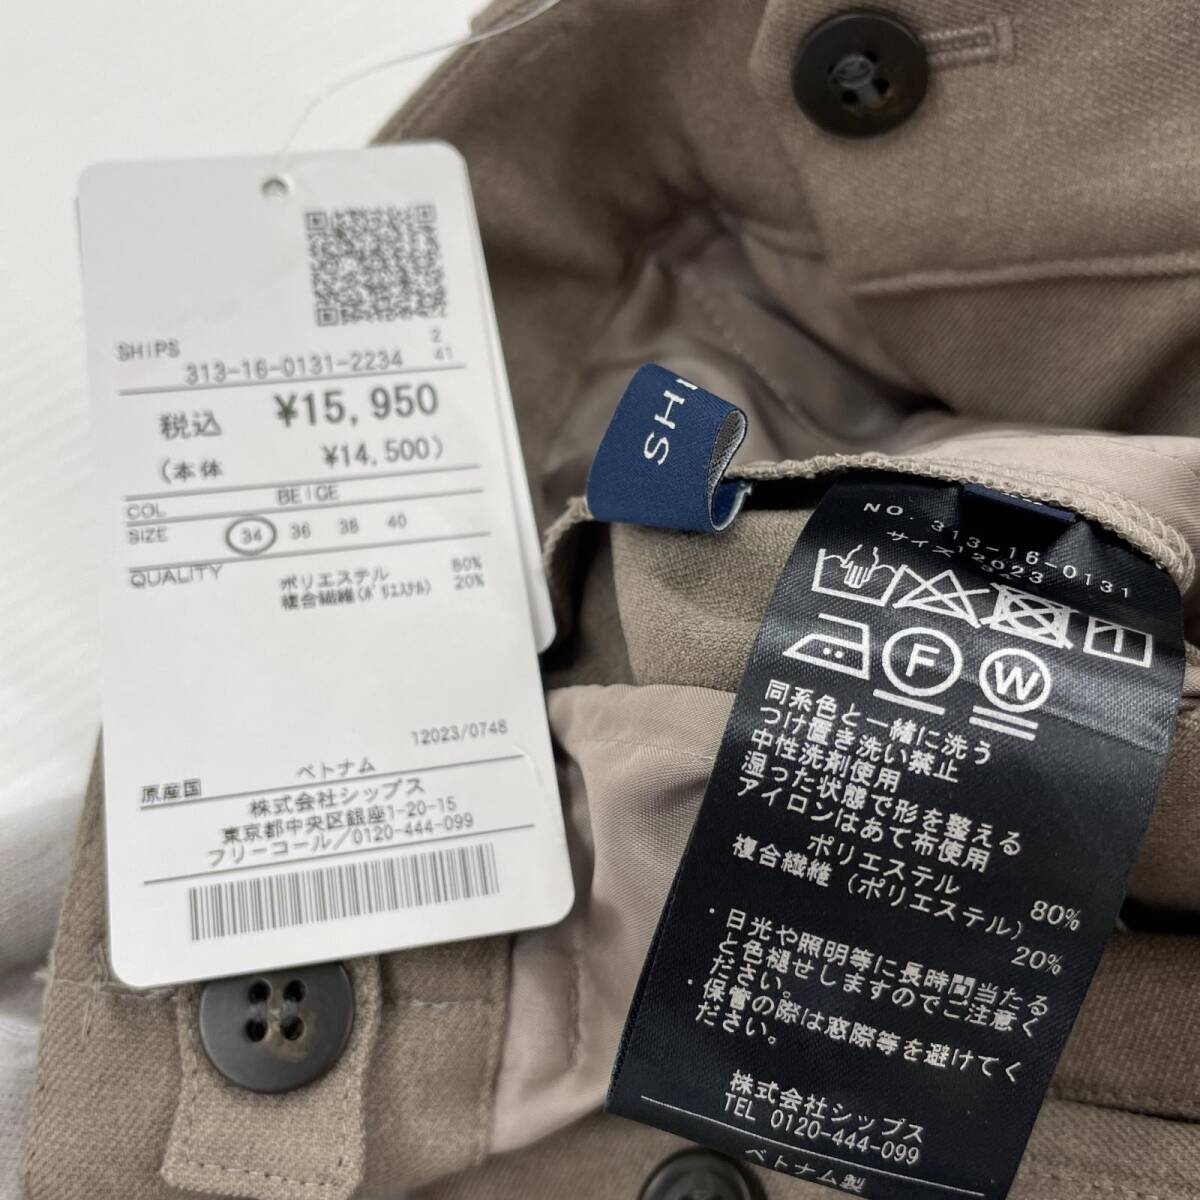 SHIPS
2
313-16-0131-2234
41
税込 ¥15,950
(本体 ¥14,500)
COL BEIGE
SIZE 34 36 38 40
QUALITY
ポリエステル 80%
複合繊維(ポリエステル) 20%
12023/0748
原産国 ベトナム
株式会社シップス
東京都中央区銀座1-20-15
フリーコール/0120-444-099
SHI
NO. 313-16-0131
サイズ 12023
F
W
同系色と一緒に洗う
つけ置き洗い禁止
中性洗剤使用
湿った状態で形を整える
アイロンはあて布使用
ポリエステル 80%
複合繊維(ポリエステル) 20%
・日光や照明等に長時間当たる
と色褪せしますのでご注意く
ださい。
・保管の際は窓際等を避けてく
ださい。
株式会社シップス
TEL 0120-444-099
ベトナム製